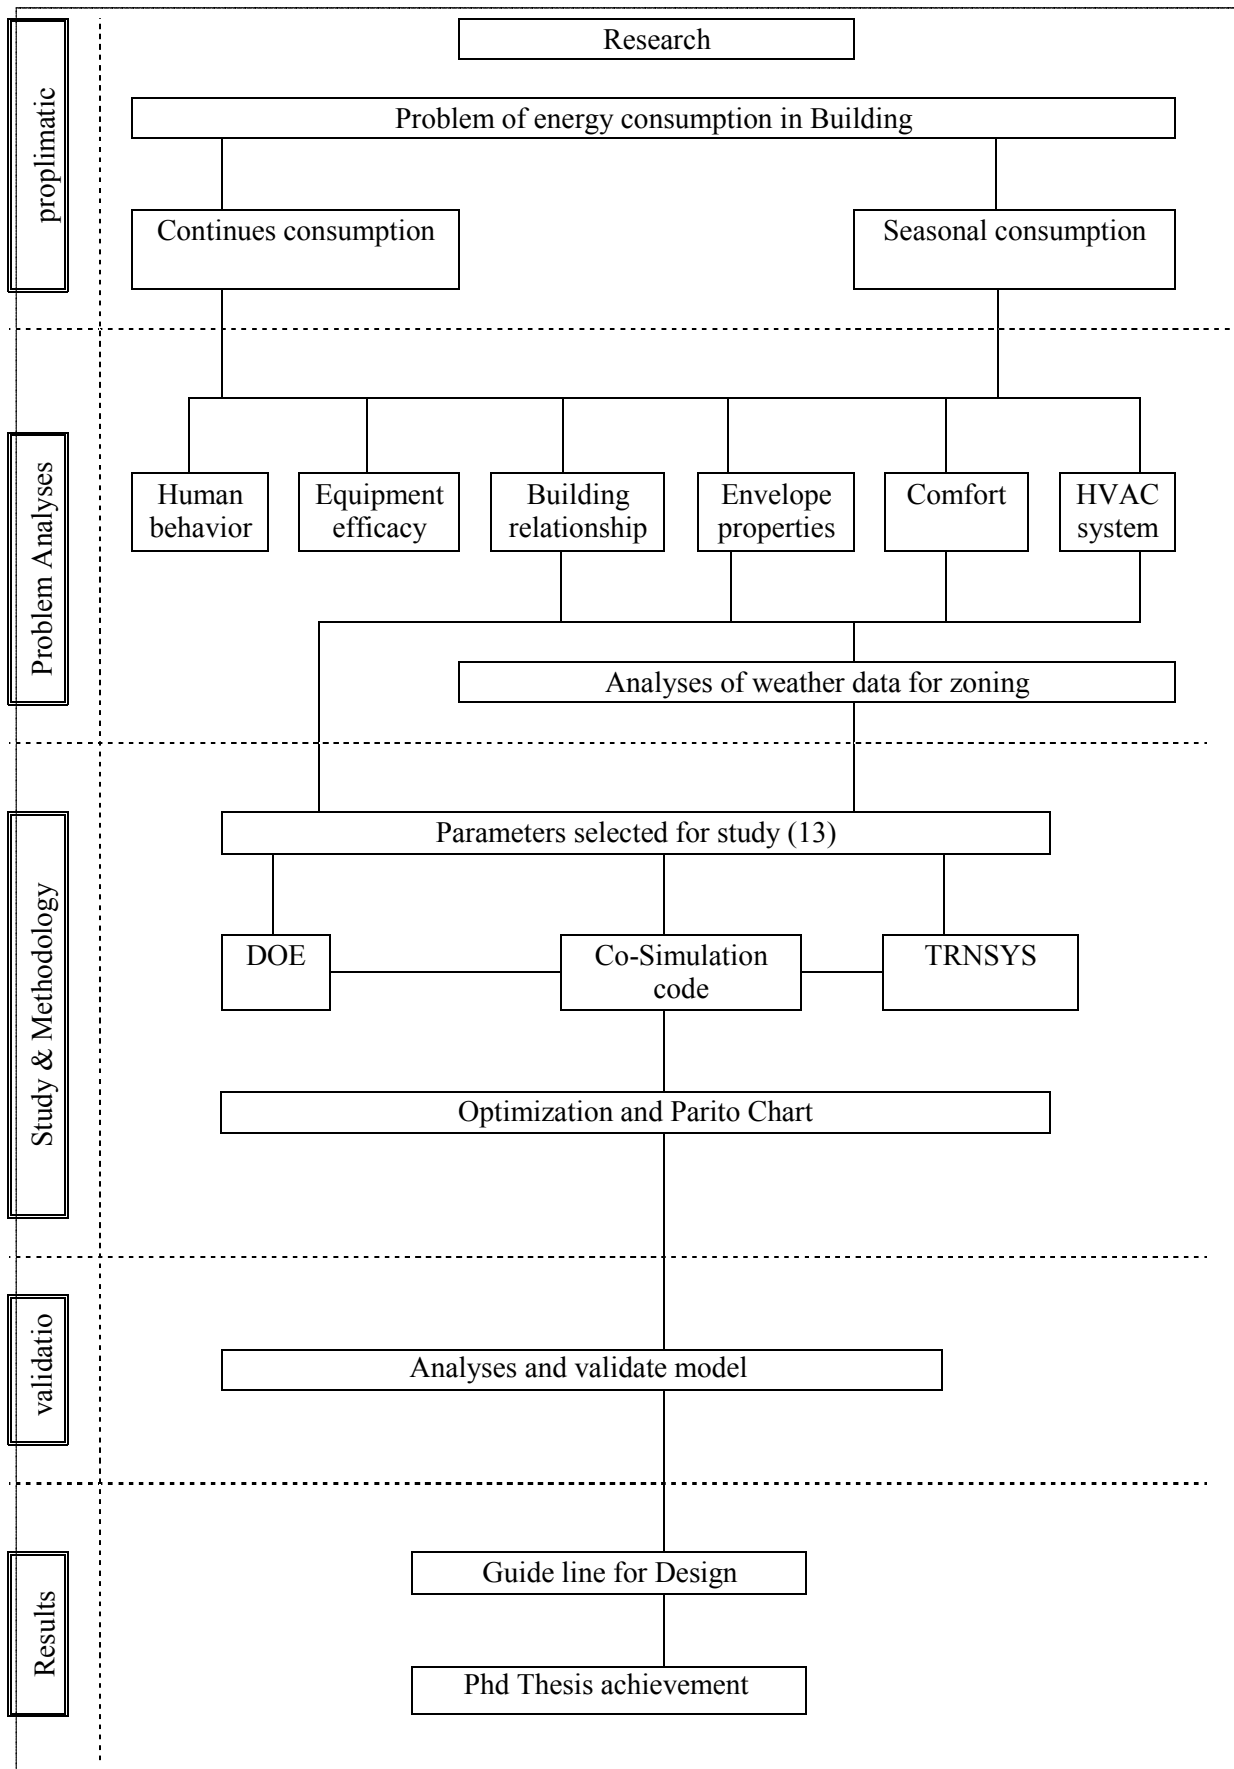 proplimatic
Research
Problem of energy consumption in Building
Continues consumption
Seasonal consumption
Problem Analyses
Human
behavior
Equipment
efficacy
Building
relationship
Envelope
properties
Comfort
HVAC
system
Analyses of weather data for zoning
Study & Methodology
Parameters selected for study (13)
DOE
Co-Simulation
code
TRNSYS
Optimization and Parito Chart
validatio
Analyses and validate model
Results
Guide line for Design
Phd Thesis achievement